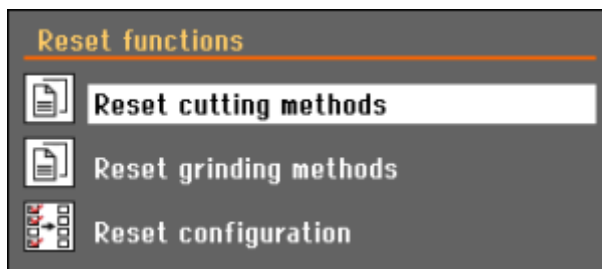 Reset functions
Reset cutting methods
Reset grinding methods
Reset configuration